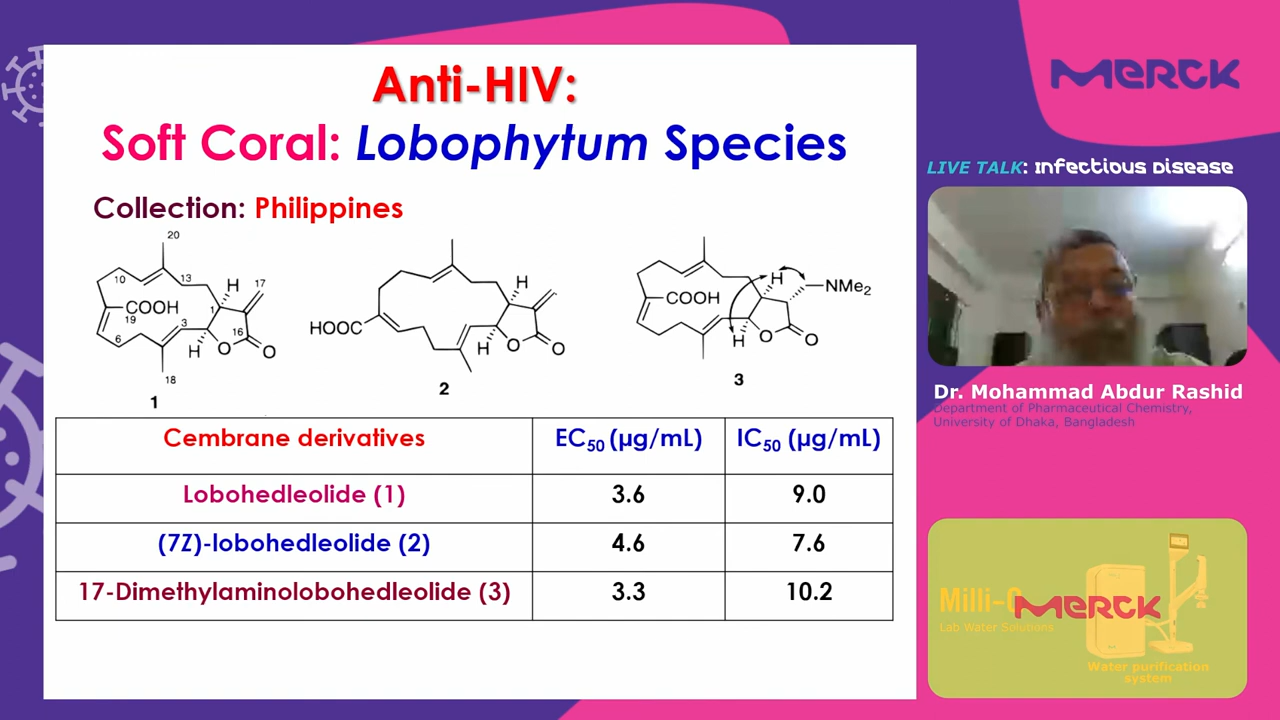 Anti-HIV:
Soft Coral: Lobophytum Species
Collection: Philippines
20
10
13
H
17
COOH
19
1
3
6
16
H
O
O
18
1
H
HOOC
H
O
O
2
H
NMe2
COOH
H
O
O
3
Cembrane derivatives EC50 (µg/mL) IC50 (µg/mL)
Lobohedleolide (1) 3.6 9.0
(7Z)-lobohedleolide (2) 4.6 7.6
17-Dimethylaminolobohedleolide (3) 3.3 10.2
MERCK
LIVE TALK: Infectious Disease
Dr. Mohammad Abdur Rashid
Department of Pharmaceutical Chemistry,
University of Dhaka, Bangladesh
MERCK
Lab Water Solutions
Water purification
system